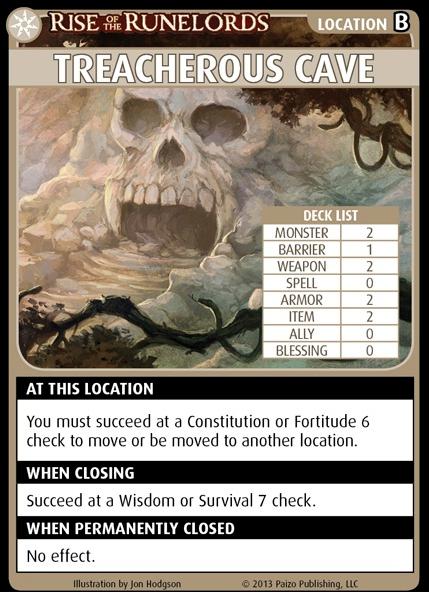 RISE OF THE RUNELORDS LOCATION B
TREACHEROUS CAVE
DECK LIST
MONSTER 2
BARRIER 1
WEAPON 2
SPELL 0
ARMOR 2
ITEM 2
ALLY 0
BLESSING 0
AT THIS LOCATION
You must succeed at a Constitution or Fortitude 6
check to move or be moved to another location.
WHEN CLOSING
Succeed at a Wisdom or Survival 7 check.
WHEN PERMANENTLY CLOSED
No effect.
Illustration by Jon Hodgson © 2013 Paizo Publishing, LLC